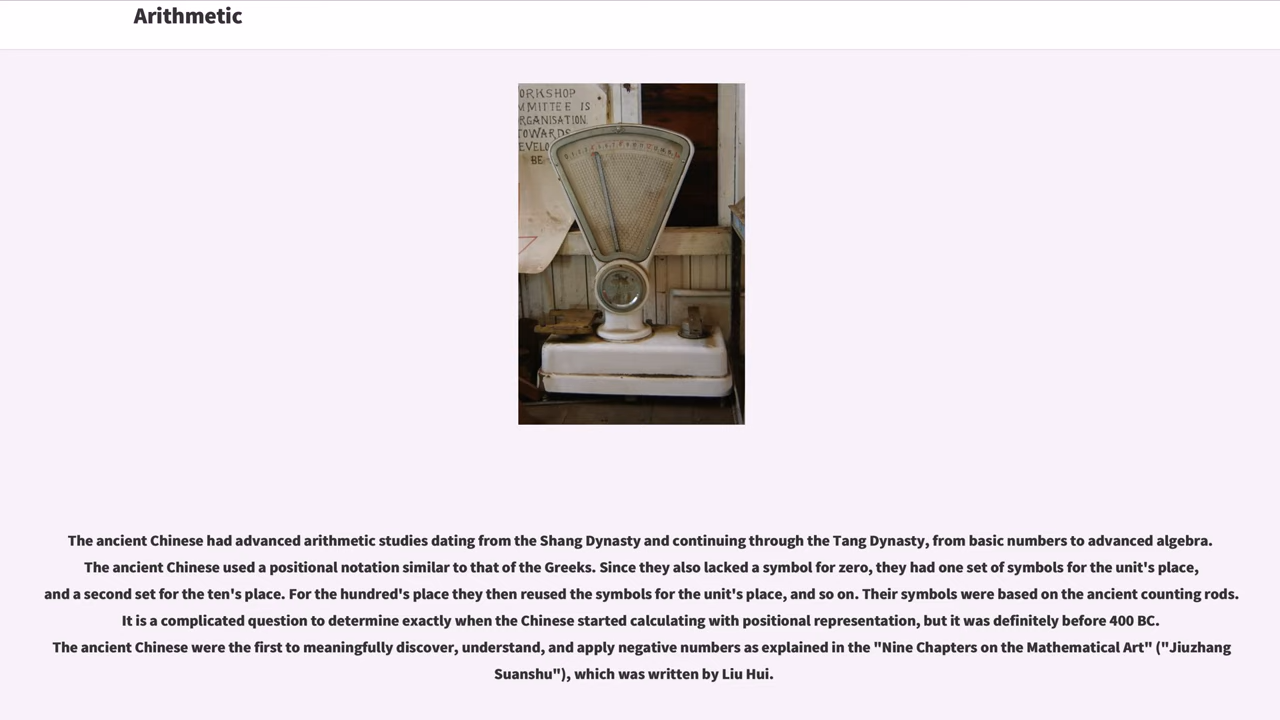 Arithmetic
ORKSHOP
MMITTEE IS
RGANISATION
TOWARDS
EVELO
BE
The ancient Chinese had advanced arithmetic studies dating from the Shang Dynasty and continuing through the Tang Dynasty, from basic numbers to advanced algebra.
The ancient Chinese used a positional notation similar to that of the Greeks. Since they also lacked a symbol for zero, they had one set of symbols for the unit's place,
and a second set for the ten's place. For the hundred's place they then reused the symbols for the unit's place, and so on. Their symbols were based on the ancient counting rods.
It is a complicated question to determine exactly when the Chinese started calculating with positional representation, but it was definitely before 400 BC.
The ancient Chinese were the first to meaningfully discover, understand, and apply negative numbers as explained in the "Nine Chapters on the Mathematical Art" ("Jiuzhang
Suanshu"), which was written by Liu Hui.